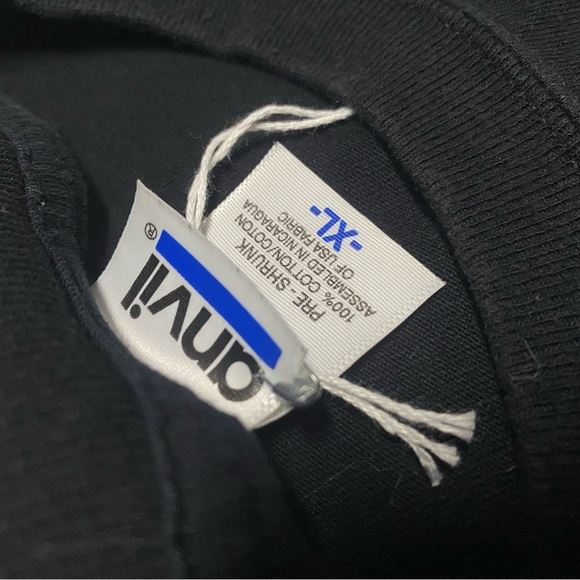 anvil®
-XL-
PRE-SHRUNK
100% COTTON/COTON
ASSEMBLED IN NICARAGUA
OF USA FABRIC